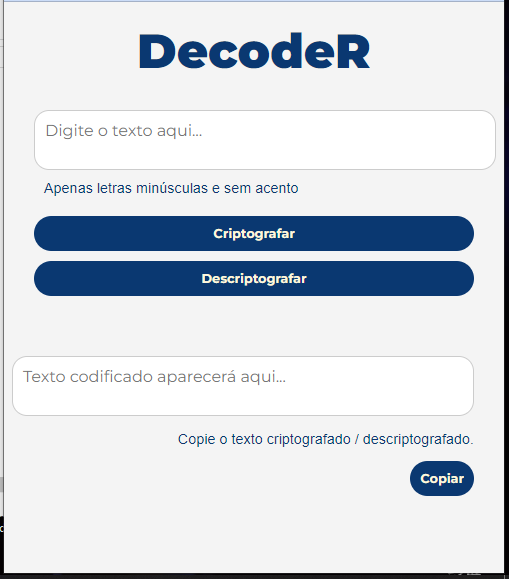 DecodeR
Digite o texto aqui...
Apenas letras minúsculas e sem acento
Criptografar
Descriptografar
Texto codificado aparecerá aqui...
Copie o texto criptografado / descriptografado.
Copiar